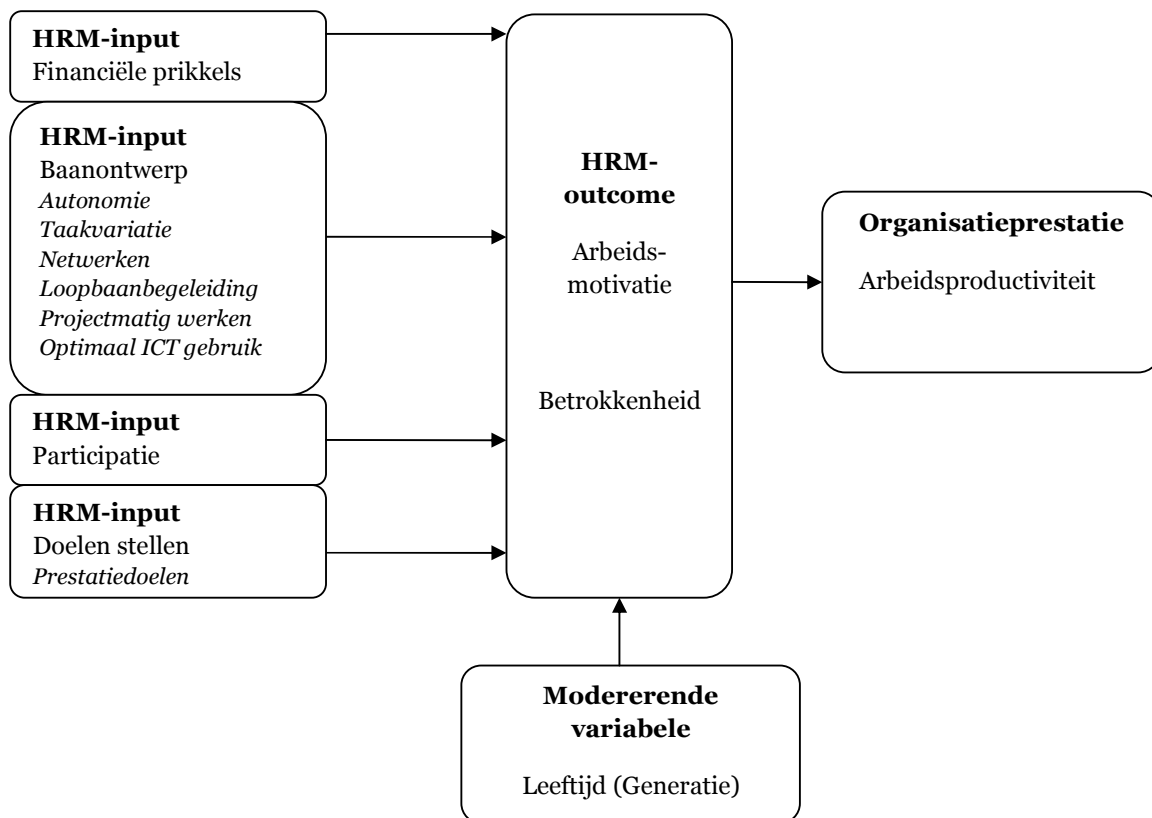 HRM-input
Financiële prikkels
HRM-input
Baanontwerp
Autonomie
Taakvariatie
Netwerken
Loopbaanbegeleiding
Projectmatig werken
Optimaal ICT gebruik
HRM-input
Participatie
HRM-input
Doelen stellen
Prestatiedoelen
HRM-
outcome
Arbeids-
motivatie
Betrokkenheid
Organisatieprestatie
Arbeidsproductiviteit
Modererende
variabele
Leeftijd (Generatie)